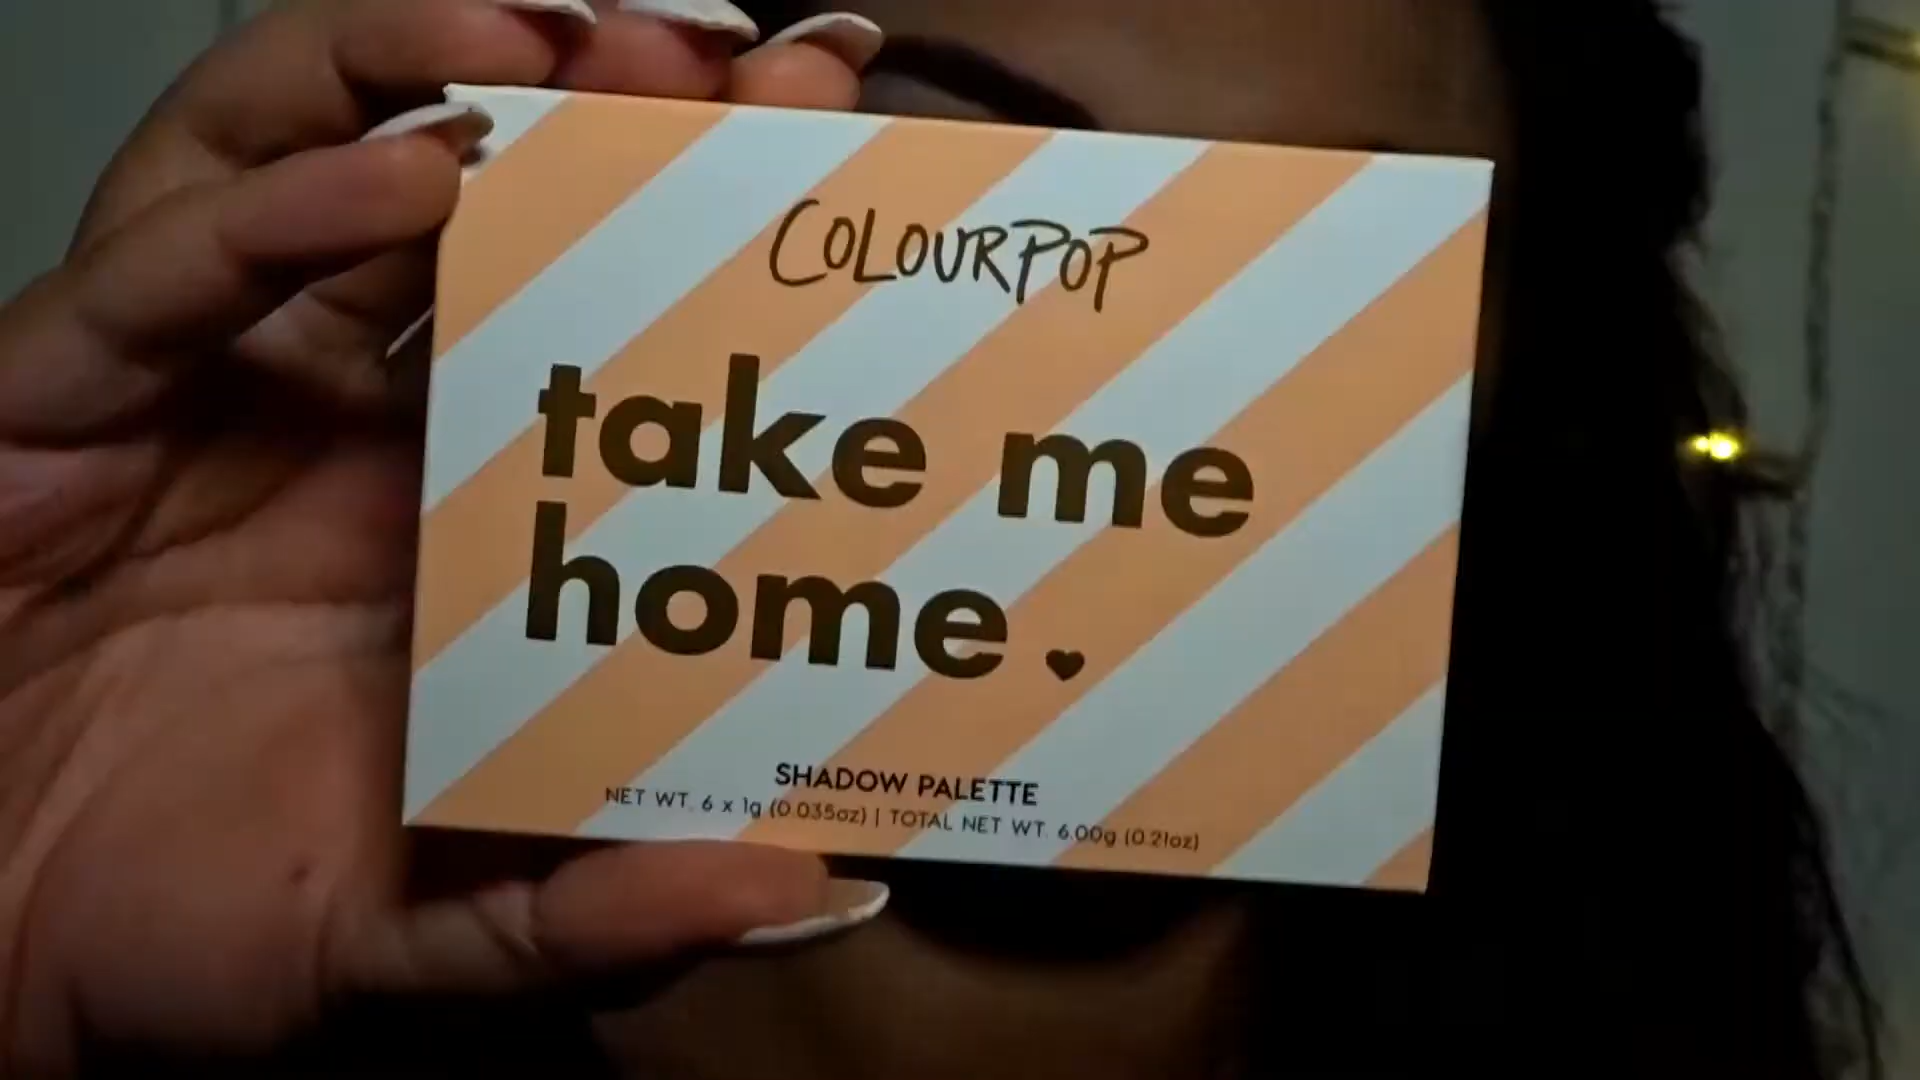 COLOURPOP
take me
home.
SHADOW PALETTE
NET WT. 6 x 1g (0.035oz) | TOTAL NET WT. 6.00g (0.21oz)